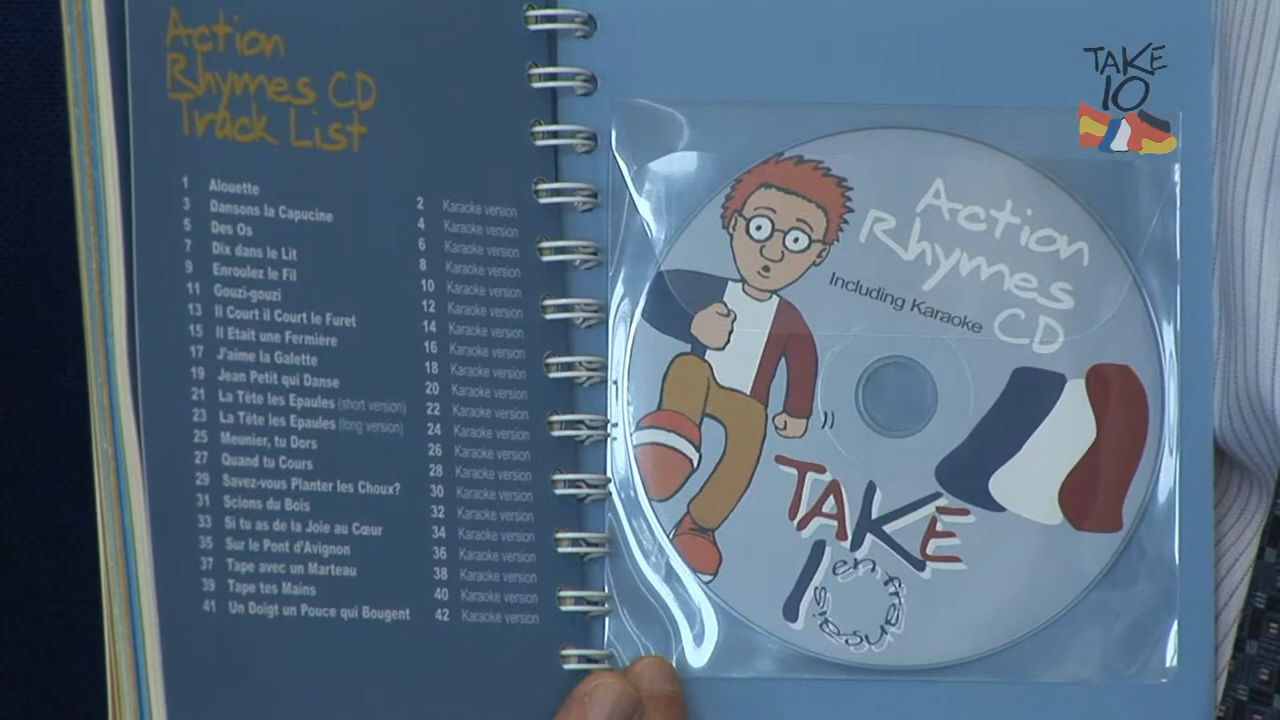 Action
Rhymes CD
Track List
1 Alouette 2 Karaoke version
3 Dansons la Capucine 4 Karaoke version
5 Des Os 6 Karaoke version
7 Dix dans le Lit 8 Karaoke version
9 Enroulez le Fil 10 Karaoke version
11 Gouzi-gouzi 12 Karaoke version
13 Il Court il Court le Furet 14 Karaoke version
15 Il Etait une Fermière 16 Karaoke version
17 J'aime la Galette 18 Karaoke version
19 Jean Petit qui Danse 20 Karaoke version
21 La Tête les Epaules (short version) 22 Karaoke version
23 La Tête les Epaules (long version) 24 Karaoke version
25 Meunier, tu Dors 26 Karaoke version
27 Quand tu Cours 28 Karaoke version
29 Savez-vous Planter les Choux? 30 Karaoke version
31 Scions du Bois 32 Karaoke version
33 Si tu as de la Joie au Cœur 34 Karaoke version
35 Sur le Pont d'Avignon 36 Karaoke version
37 Tape avec un Marteau 38 Karaoke version
39 Tape tes Mains 40 Karaoke version
41 Un Doigt un Pouce qui Bougent 42 Karaoke version
TAKE
10
Action
Rhymes
CD
Including Karaoke
TAKE
10
en français